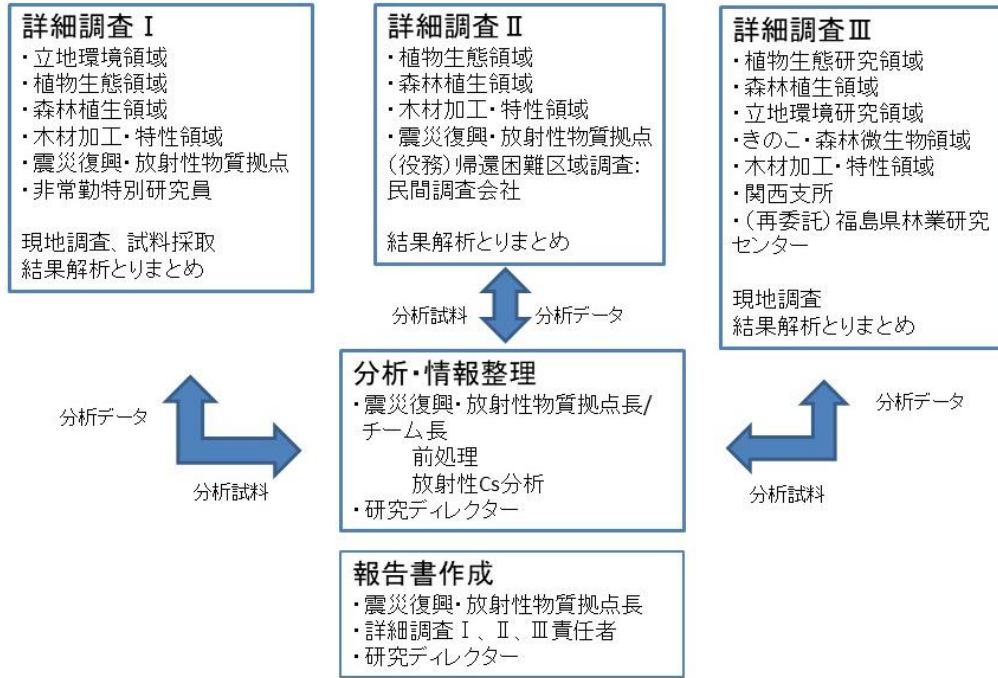 詳細調査Ⅰ
・立地環境領域
・植物生態領域
・森林植生領域
・木材加工・特性領域
・震災復興・放射性物質拠点
・非常勤特別研究員
現地調査、試料採取
結果解析とりまとめ
詳細調査Ⅱ
・植物生態領域
・森林植生領域
・木材加工・特性領域
・震災復興・放射性物質拠点
(役務)帰還困難区域調査:
民間調査会社
結果解析とりまとめ
詳細調査Ⅲ
・植物生態研究領域
・森林植生領域
・立地環境研究領域
・きのこ・森林微生物領域
・木材加工・特性領域
・関西支所
・(再委託)福島県林業研究
センター
現地調査
結果解析とりまとめ
分析試料
分析データ
分析データ
分析試料
分析・情報整理
・震災復興・放射性物質拠点長/
チーム長
前処理
放射性Cs分析
・研究ディレクター
分析データ
分析試料
報告書作成
・震災復興・放射性物質拠点長
・詳細調査Ⅰ、Ⅱ、Ⅲ責任者
・研究ディレクター